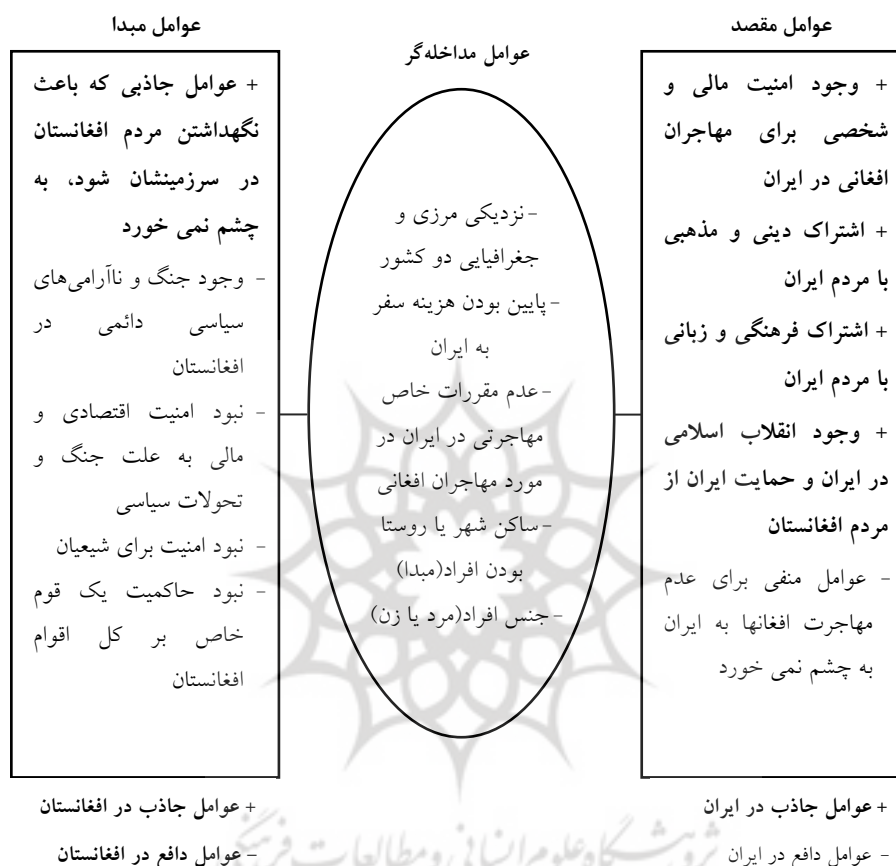 عوامل مقصد
+ وجود امنیت مالی و
شخصی برای مهاجران
افغانی در ایران
+ اشتراک دینی و مذهبی
با مردم ایران
+ اشتراک فرهنگی و زبانی
با مردم ایران
+ وجود انقلاب اسلامی
در ایران و حمایت ایران از
مردم افغانستان
- عوامل منفی برای عدم
مهاجرت افغانها به ایران
به چشم نمی خورد
عوامل مداخله‌گر
-نزدیکی مرزی و
جغرافیایی دو کشور
-پایین بودن هزینه سفر
به ایران
-عدم مقررات خاص
مهاجرتی در ایران در
مورد مهاجران افغانی
-ساکن شهر یا روستا
بودن افراد(مبدا)
-جنس افراد(مرد یا زن)
عوامل مبدا
+ عوامل جاذبی که باعث
نگهداشتن مردم افغانستان
در سرزمینشان شود، به
چشم نمی خورد
- وجود جنگ و ناآرامی‌های
سیاسی دائمی در
افغانستان
- نبود امنیت اقتصادی و
مالی به علت جنگ و
تحولات سیاسی
- نبود امنیت برای شیعیان
- نبود حاکمیت یک قوم
خاص بر کل اقوام
افغانستان
+ عوامل جاذب در ایران
- عوامل دافع در ایران
+ عوامل جاذب در افغانستان
- عوامل دافع در افغانستان
پژوهشگاه علوم انسانی و مطالعات فرهنگی